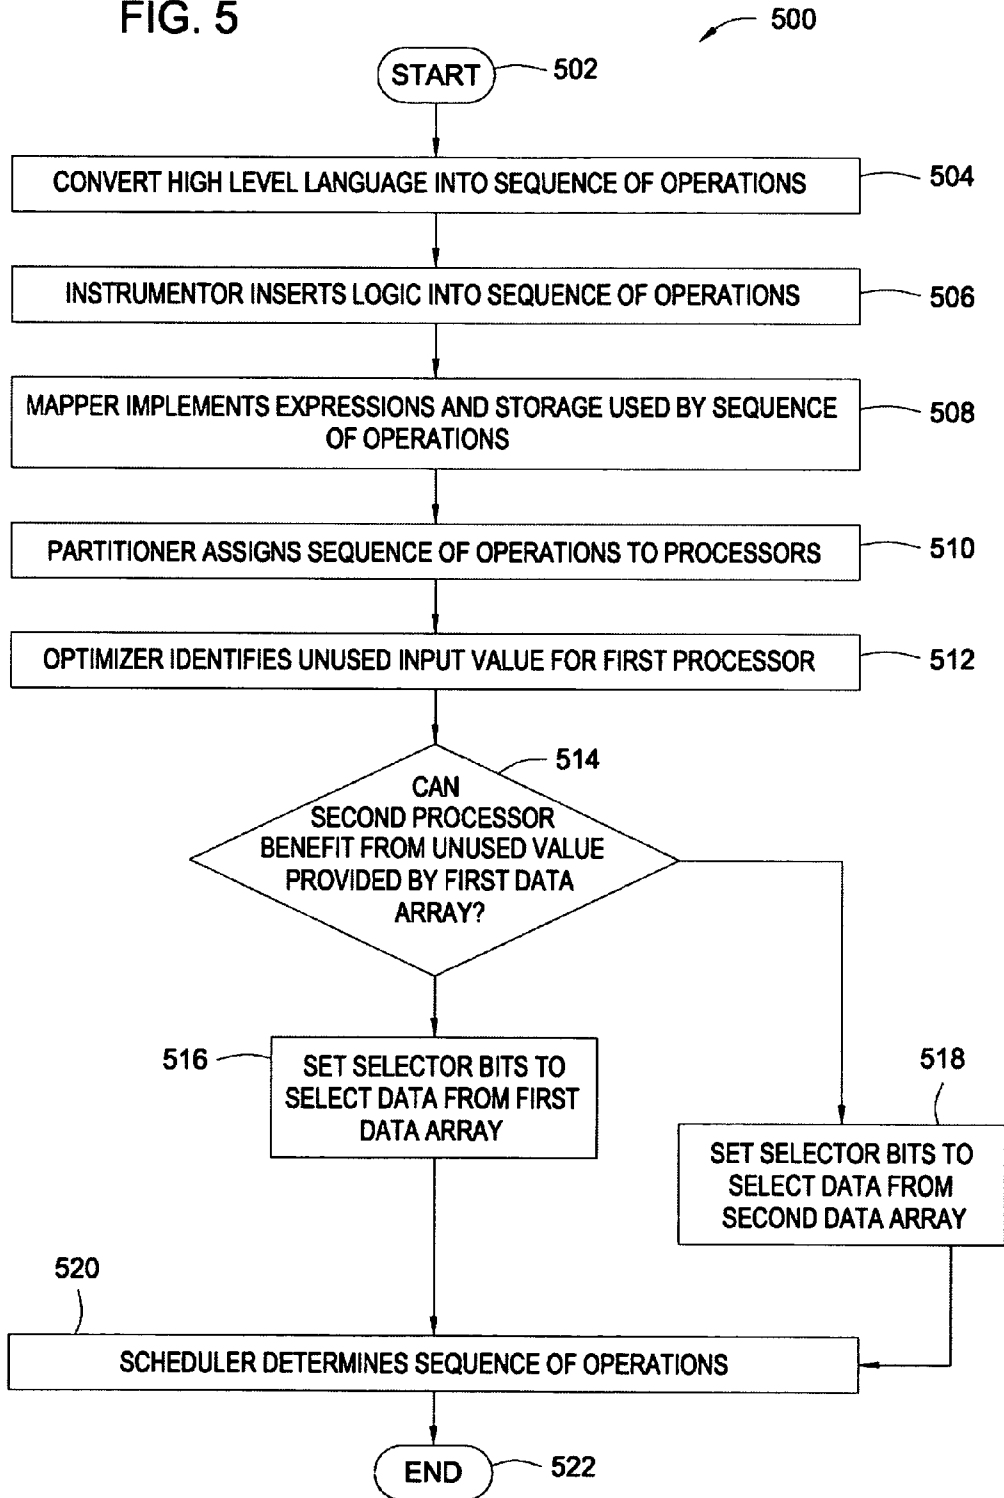 FIG. 5
500
START
502
CONVERT HIGH LEVEL LANGUAGE INTO SEQUENCE OF OPERATIONS
504
INSTRUMENTOR INSERTS LOGIC INTO SEQUENCE OF OPERATIONS
506
MAPPER IMPLEMENTS EXPRESSIONS AND STORAGE USED BY SEQUENCE
OF OPERATIONS
508
PARTITIONER ASSIGNS SEQUENCE OF OPERATIONS TO PROCESSORS
510
OPTIMIZER IDENTIFIES UNUSED INPUT VALUE FOR FIRST PROCESSOR
512
514
CAN
SECOND PROCESSOR
BENEFIT FROM UNUSED VALUE
PROVIDED BY FIRST DATA
ARRAY?
516
SET SELECTOR BITS TO
SELECT DATA FROM FIRST
DATA ARRAY
518
SET SELECTOR BITS TO
SELECT DATA FROM
SECOND DATA ARRAY
520
SCHEDULER DETERMINES SEQUENCE OF OPERATIONS
END
522